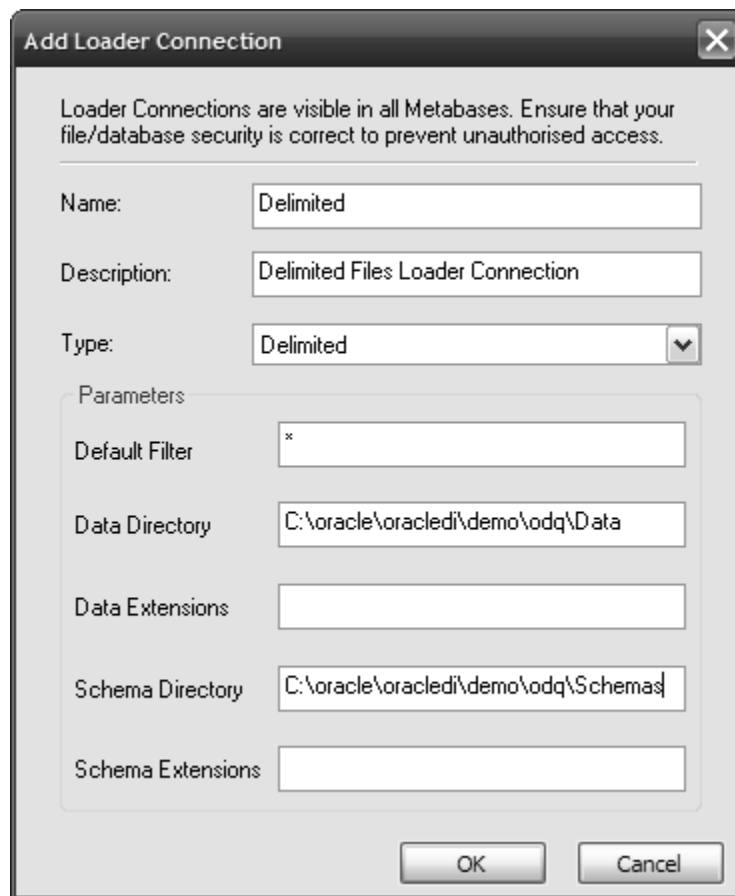 Add Loader Connection
Loader Connections are visible in all Metabases. Ensure that your
file/database security is correct to prevent unauthorised access.
Name: Delimited
Description: Delimited Files Loader Connection
Type: Delimited
Parameters
Default Filter *
Data Directory C:\oracle\oracledi\demo\odq\Data
Data Extensions
Schema Directory C:\oracle\oracledi\demo\odq\Schemas
Schema Extensions
OK Cancel